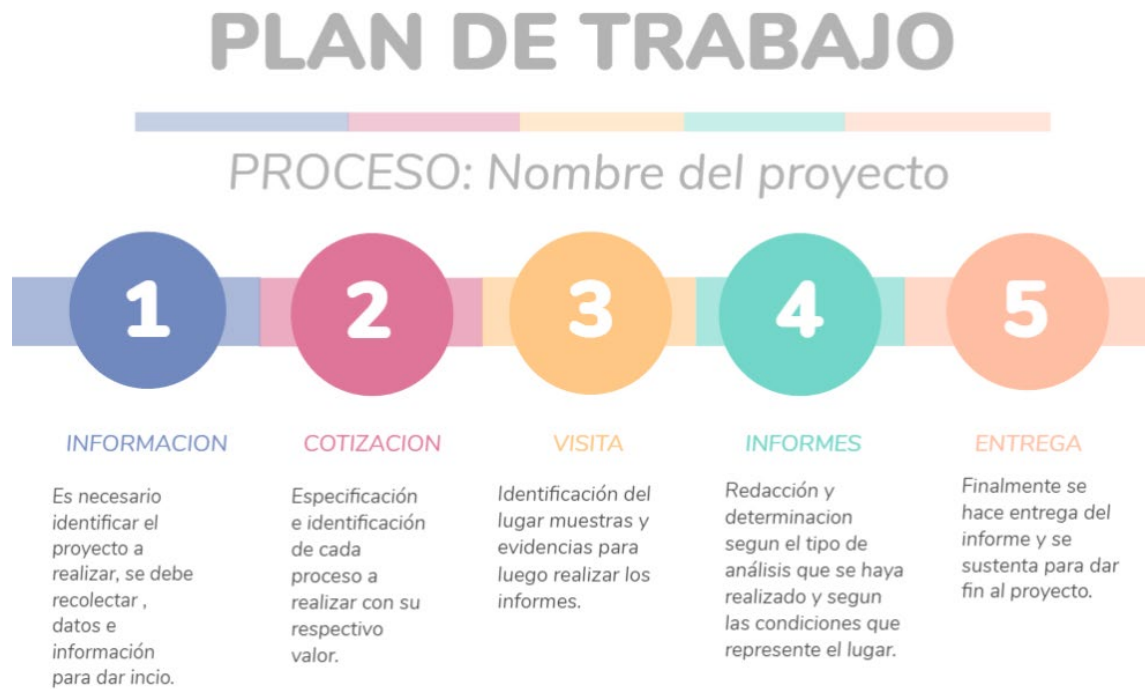 PLAN DE TRABAJO
PROCESO: Nombre del proyecto
1
2
3
4
5
INFORMACION
Es necesario
identificar el
proyecto a
realizar, se debe
recolectar ,
datos e
información
para dar incio.
COTIZACION
Especificación
e identificación
de cada
proceso a
realizar con su
respectivo
valor.
VISITA
Identificación del
lugar muestras y
evidencias para
luego realizar los
informes.
INFORMES
Redacción y
determinacion
segun el tipo de
análisis que se haya
realizado y segun
las condiciones que
represente el lugar.
ENTREGA
Finalmente se
hace entrega del
informe y se
sustenta para dar
fin al proyecto.